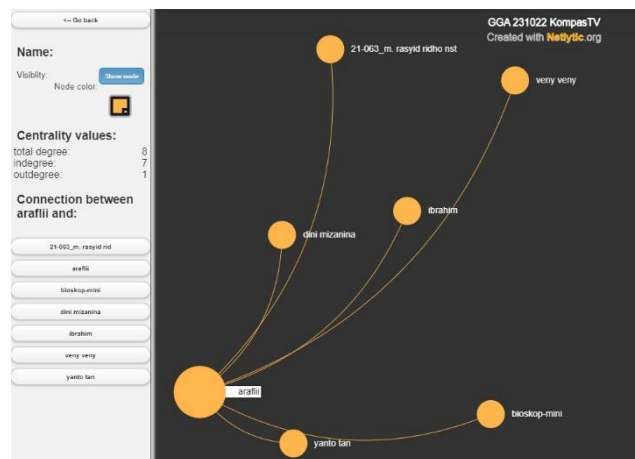 <-- Go back
Name:
Visiblity:
Show node
Node color:
Centrality values:
total degree: 8
indegree: 7
outdegree: 1
Connection between
araflii and:
21-063_m. rasyid rid
araflii
bioskop-mini
dini mizanina
ibrahim
veny veny
yanto tan
GGA 231022 KompasTV
Created with Netlytic.org
21-063_m. rasyid ridho nst
veny veny
ibrahim
dini mizanina
araflii
bioskop-mini
yanto tan